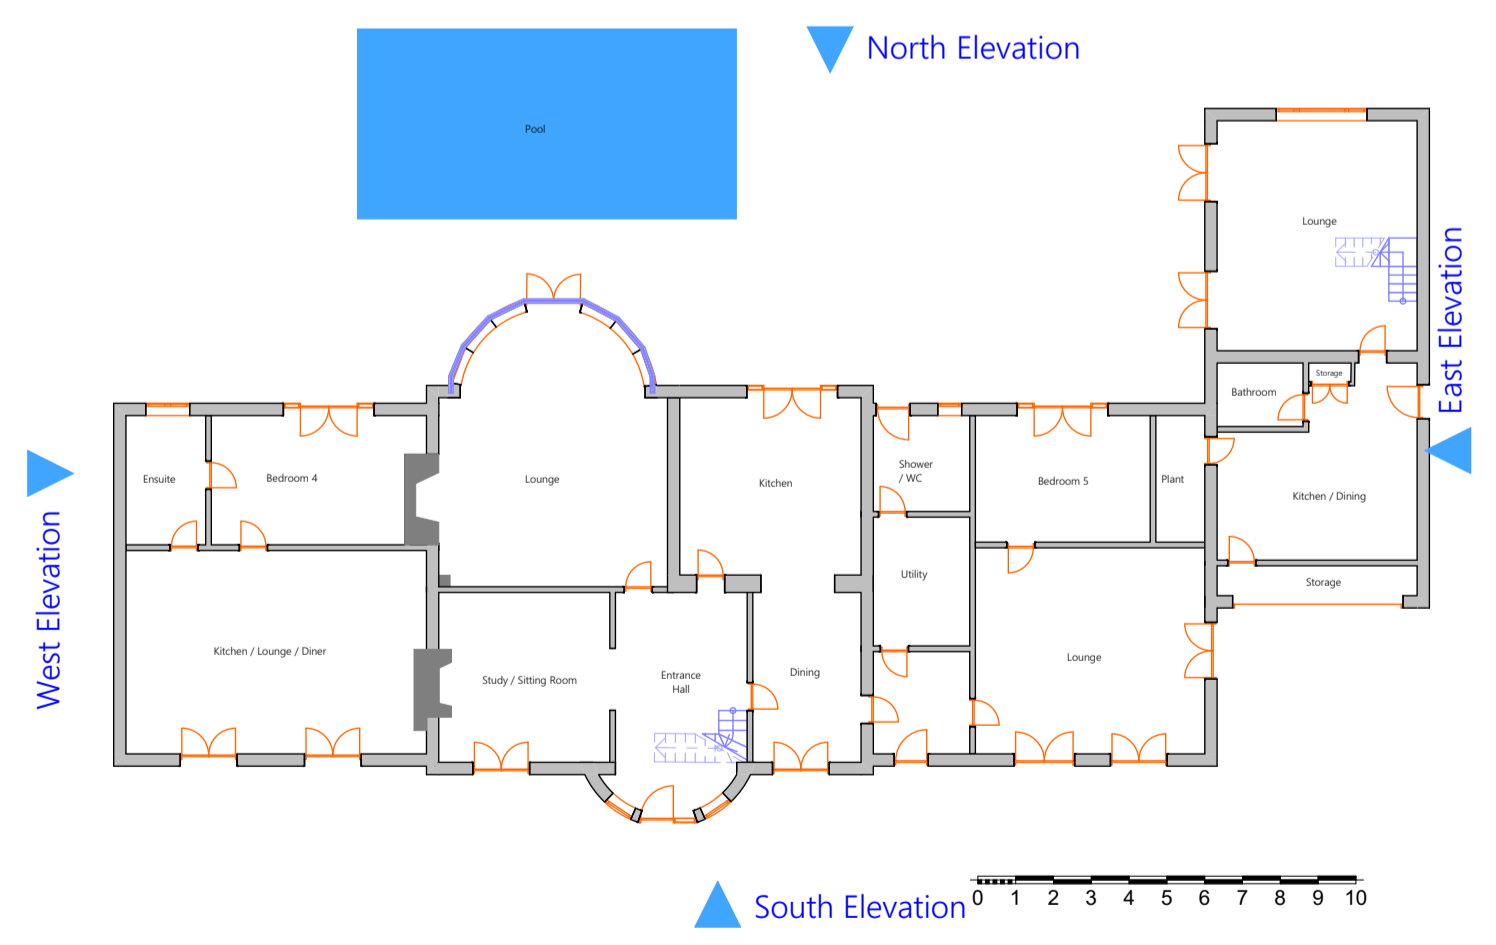 North Elevation
Pool
Lounge
East Elevation
Storage
Bathroom
Ensuite
Bedroom 4
Lounge
Kitchen
Shower
/ WC
Bedroom 5
Plant
Kitchen / Dining
Utility
Storage
West Elevation
Kitchen / Lounge / Diner
Study / Sitting Room
Entrance
Hall
Dining
Lounge
South Elevation
0 1 2 3 4 5 6 7 8 9 10